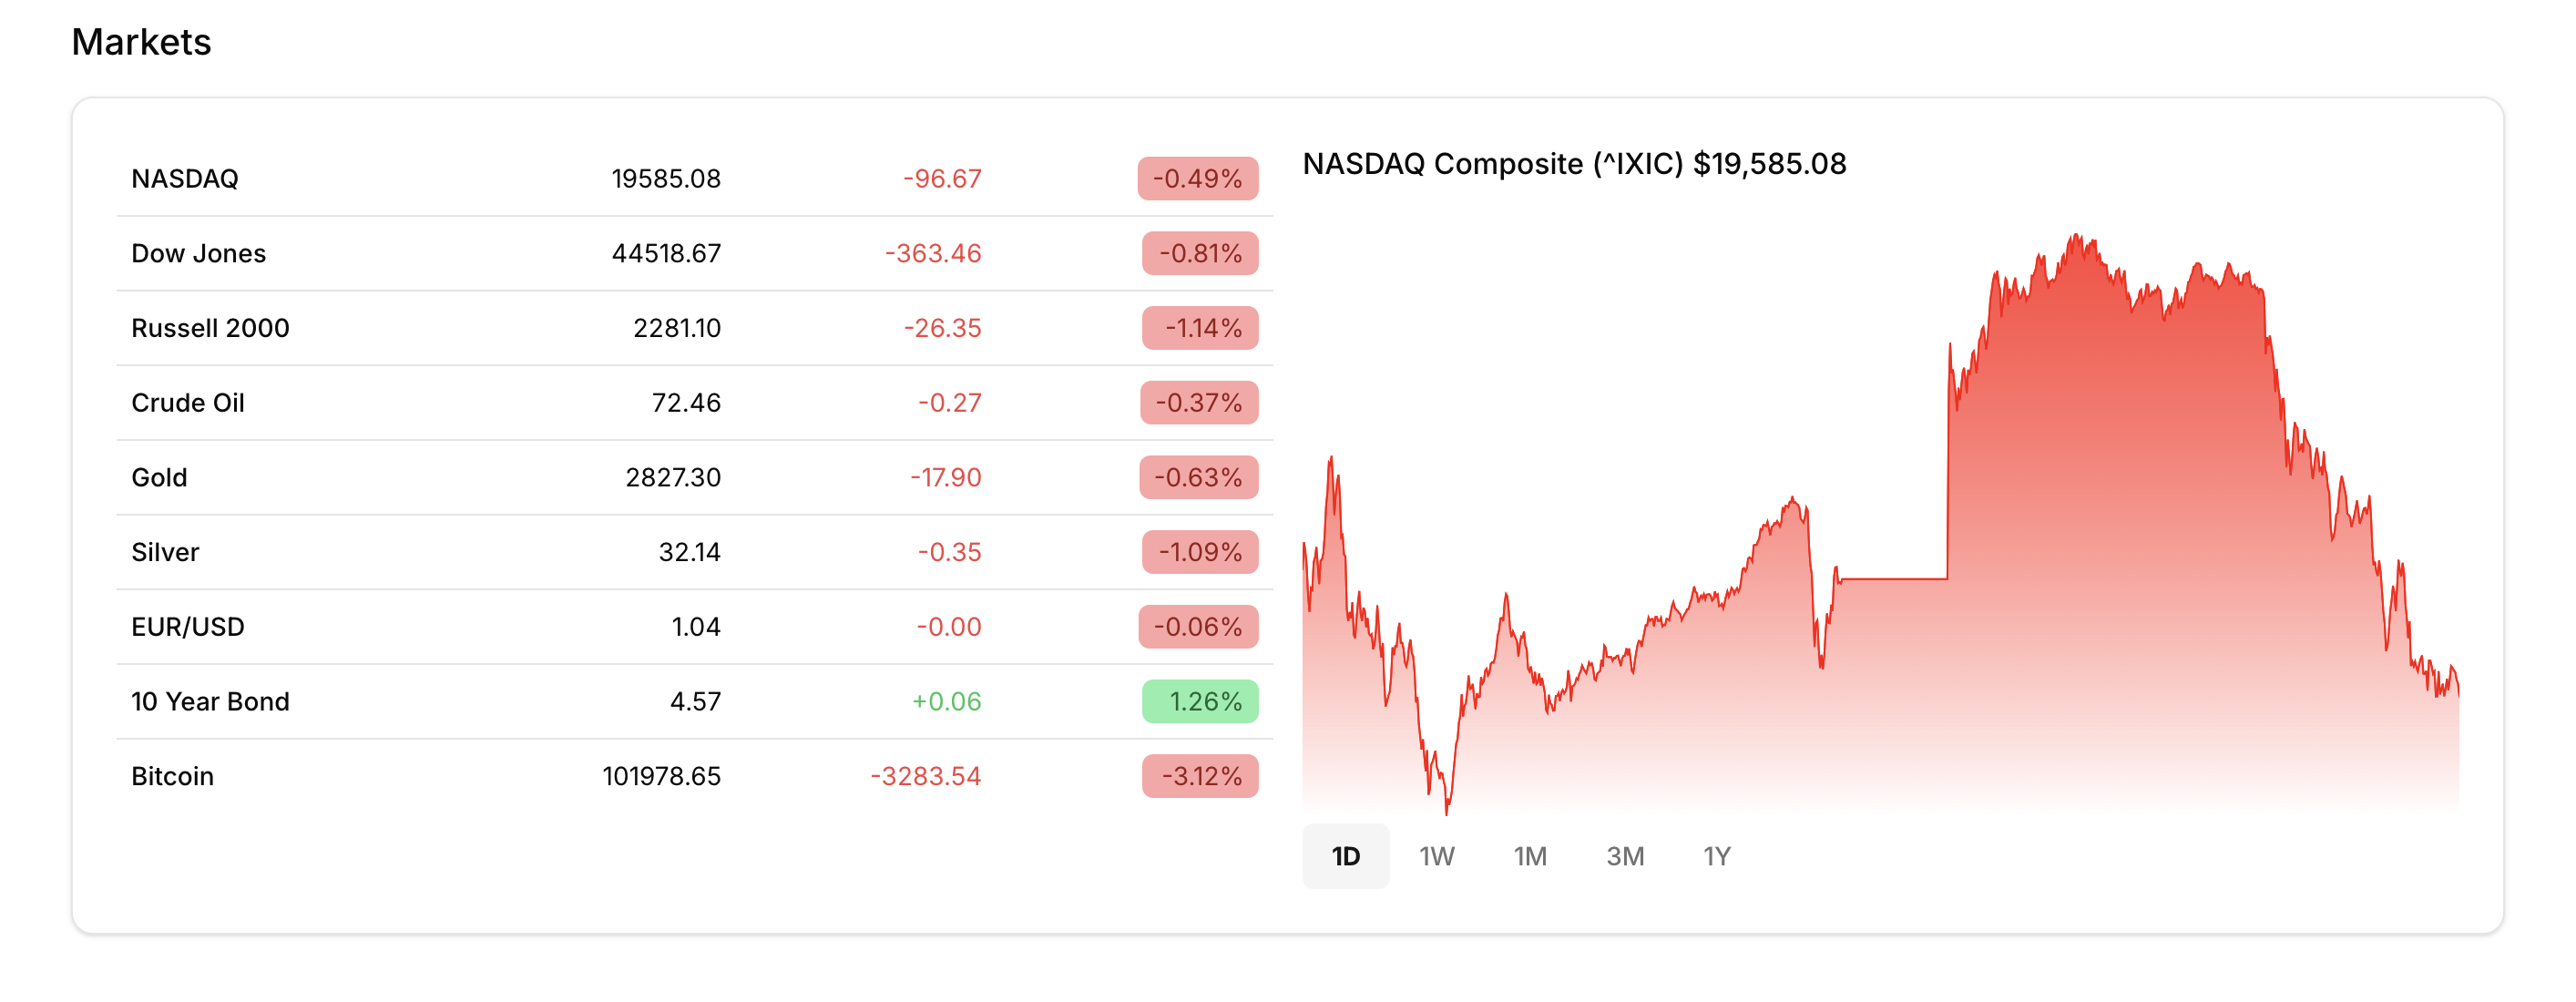 Markets
NASDAQ 19585.08 -96.67 -0.49%
Dow Jones 44518.67 -363.46 -0.81%
Russell 2000 2281.10 -26.35 -1.14%
Crude Oil 72.46 -0.27 -0.37%
Gold 2827.30 -17.90 -0.63%
Silver 32.14 -0.35 -1.09%
EUR/USD 1.04 -0.00 -0.06%
10 Year Bond 4.57 +0.06 1.26%
Bitcoin 101978.65 -3283.54 -3.12%
NASDAQ Composite (^IXIC) $19,585.08
1D 1W 1M 3M 1Y